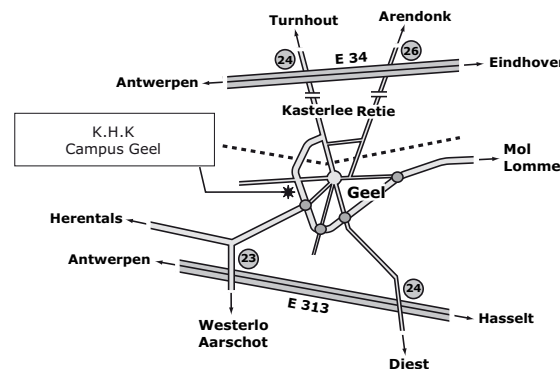 Turnhout
Arendonk
24
E 34
26
Eindhoven
Antwerpen
Kasterlee Retie
K.H.K
Campus Geel
Mol
Lomme
Geel
Herentals
Antwerpen
23
24
E 313
Westerlo
Aarschot
Hasselt
Diest